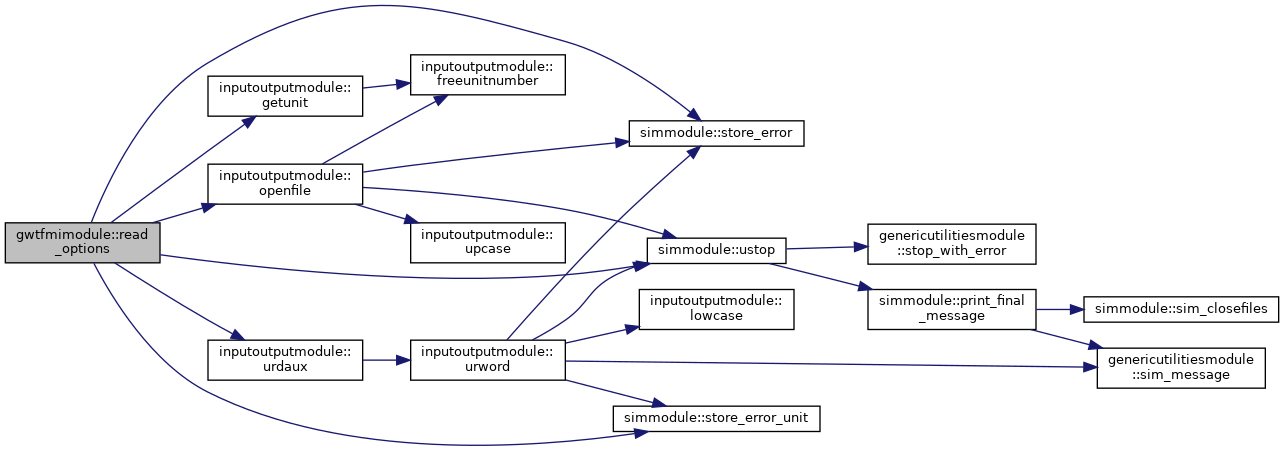 gwtfmimodule::read
_options
inputoutputmodule::
getunit
inputoutputmodule::
freeunitnumber
inputoutputmodule::
openfile
inputoutputmodule::
upcase
inputoutputmodule::
urdaux
inputoutputmodule::
urword
simmodule::store_error
simmodule::ustop
inputoutputmodule::
lowcase
simmodule::store_error_unit
genericutilitiesmodule
::stop_with_error
simmodule::print_final
_message
simmodule::sim_closefiles
genericutilitiesmodule
::sim_message